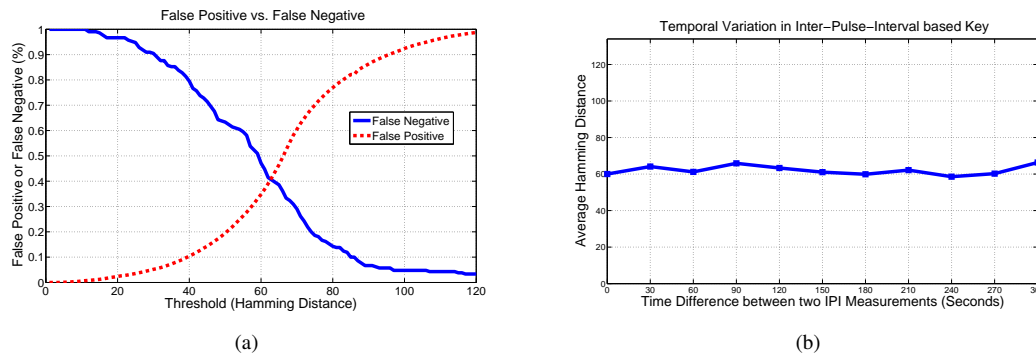 False Positive vs. False Negative
False Positive or False Negative (%)
1
0.9
0.8
0.7
0.6
0.5
0.4
0.3
0.2
0.1
0
0 20 40 60 80 100 120
Threshold (Hamming Distance)
False Negative
False Positive
(a)
Temporal Variation in Inter-Pulse-Interval based Key
Average Hamming Distance
120
100
80
60
40
20
0
0 30 60 90 120 150 180 210 240 270 30
Time Difference between two IPI Measurements (Seconds)
(b)